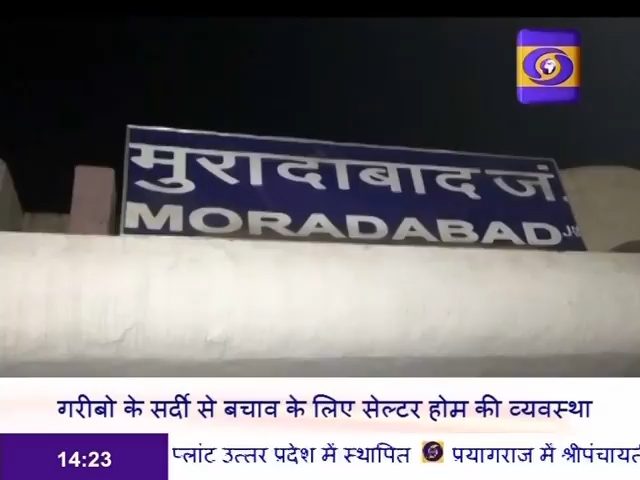 मुरादाबाद जं.
MORADABAD
गरीबो के सर्दी से बचाव के लिए सेल्टर होम की व्यवस्था
14:23
प्लांट उत्तर प्रदेश में स्थापित प्रयागराज में श्रीपंचायती